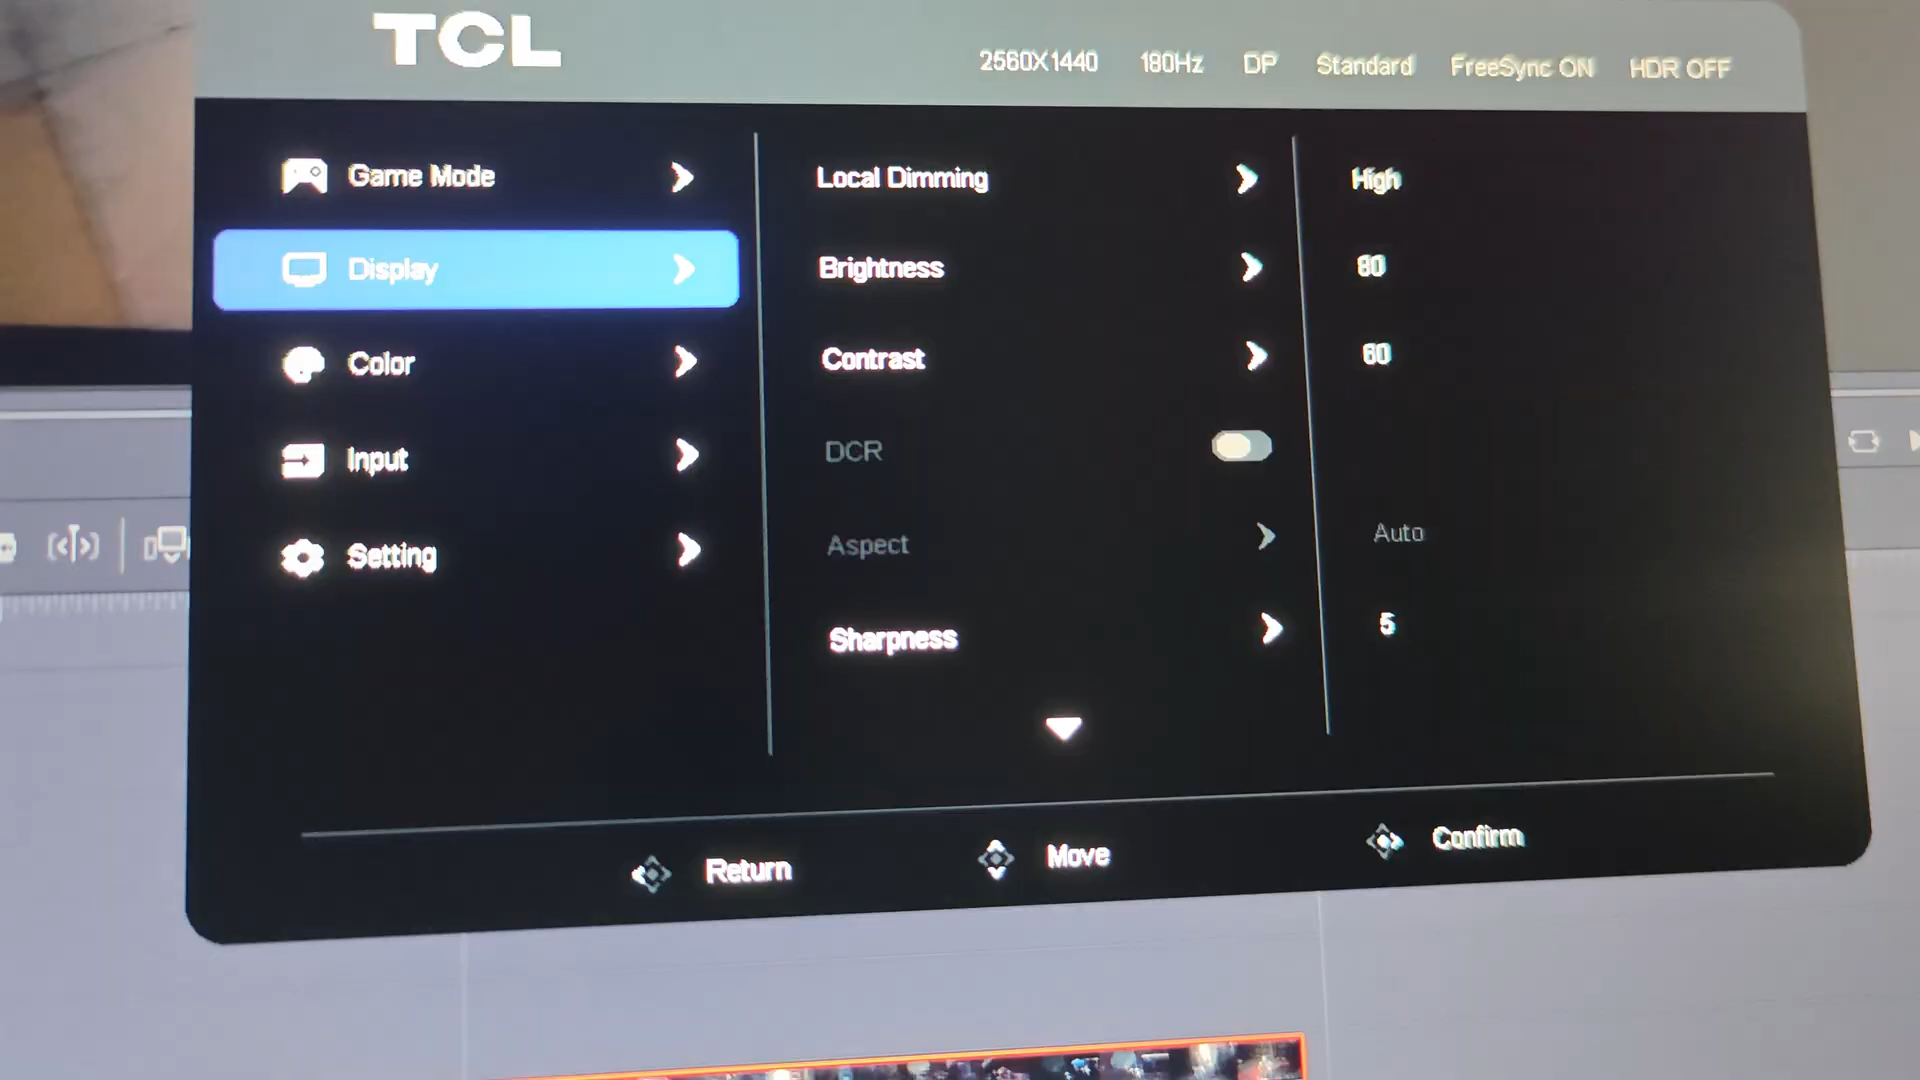 TCL
2560X1440 180Hz DP Standard FreeSync ON HDR OFF
Game Mode
Display
Color
Input
Setting
Local Dimming High
Brightness 80
Contrast 60
DCR
Aspect Auto
Sharpness 5
Return Move Confirm